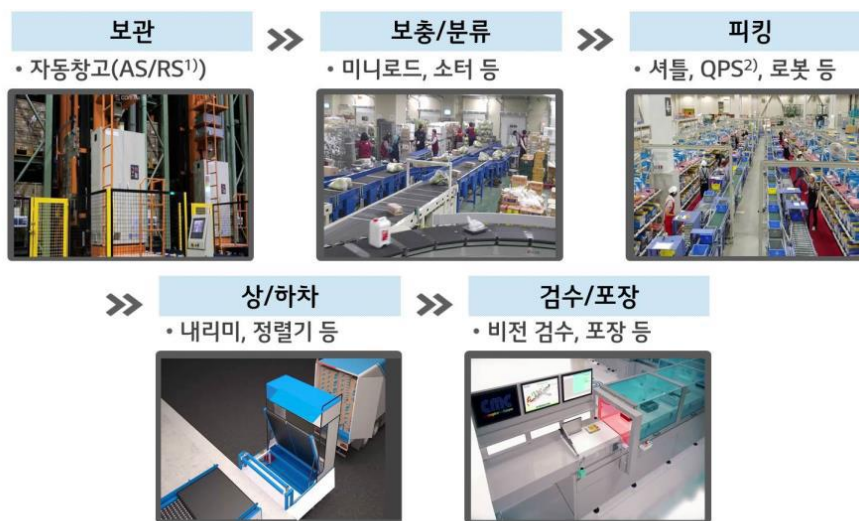 보관
보충/분류
피킹
• 자동창고(AS/RS¹⁾)
• 미니로드, 소터 등
• 셔틀, QPS²⁾, 로봇 등
상/하차
검수/포장
• 내리미, 정렬기 등
• 비전 검수, 포장 등
CMC